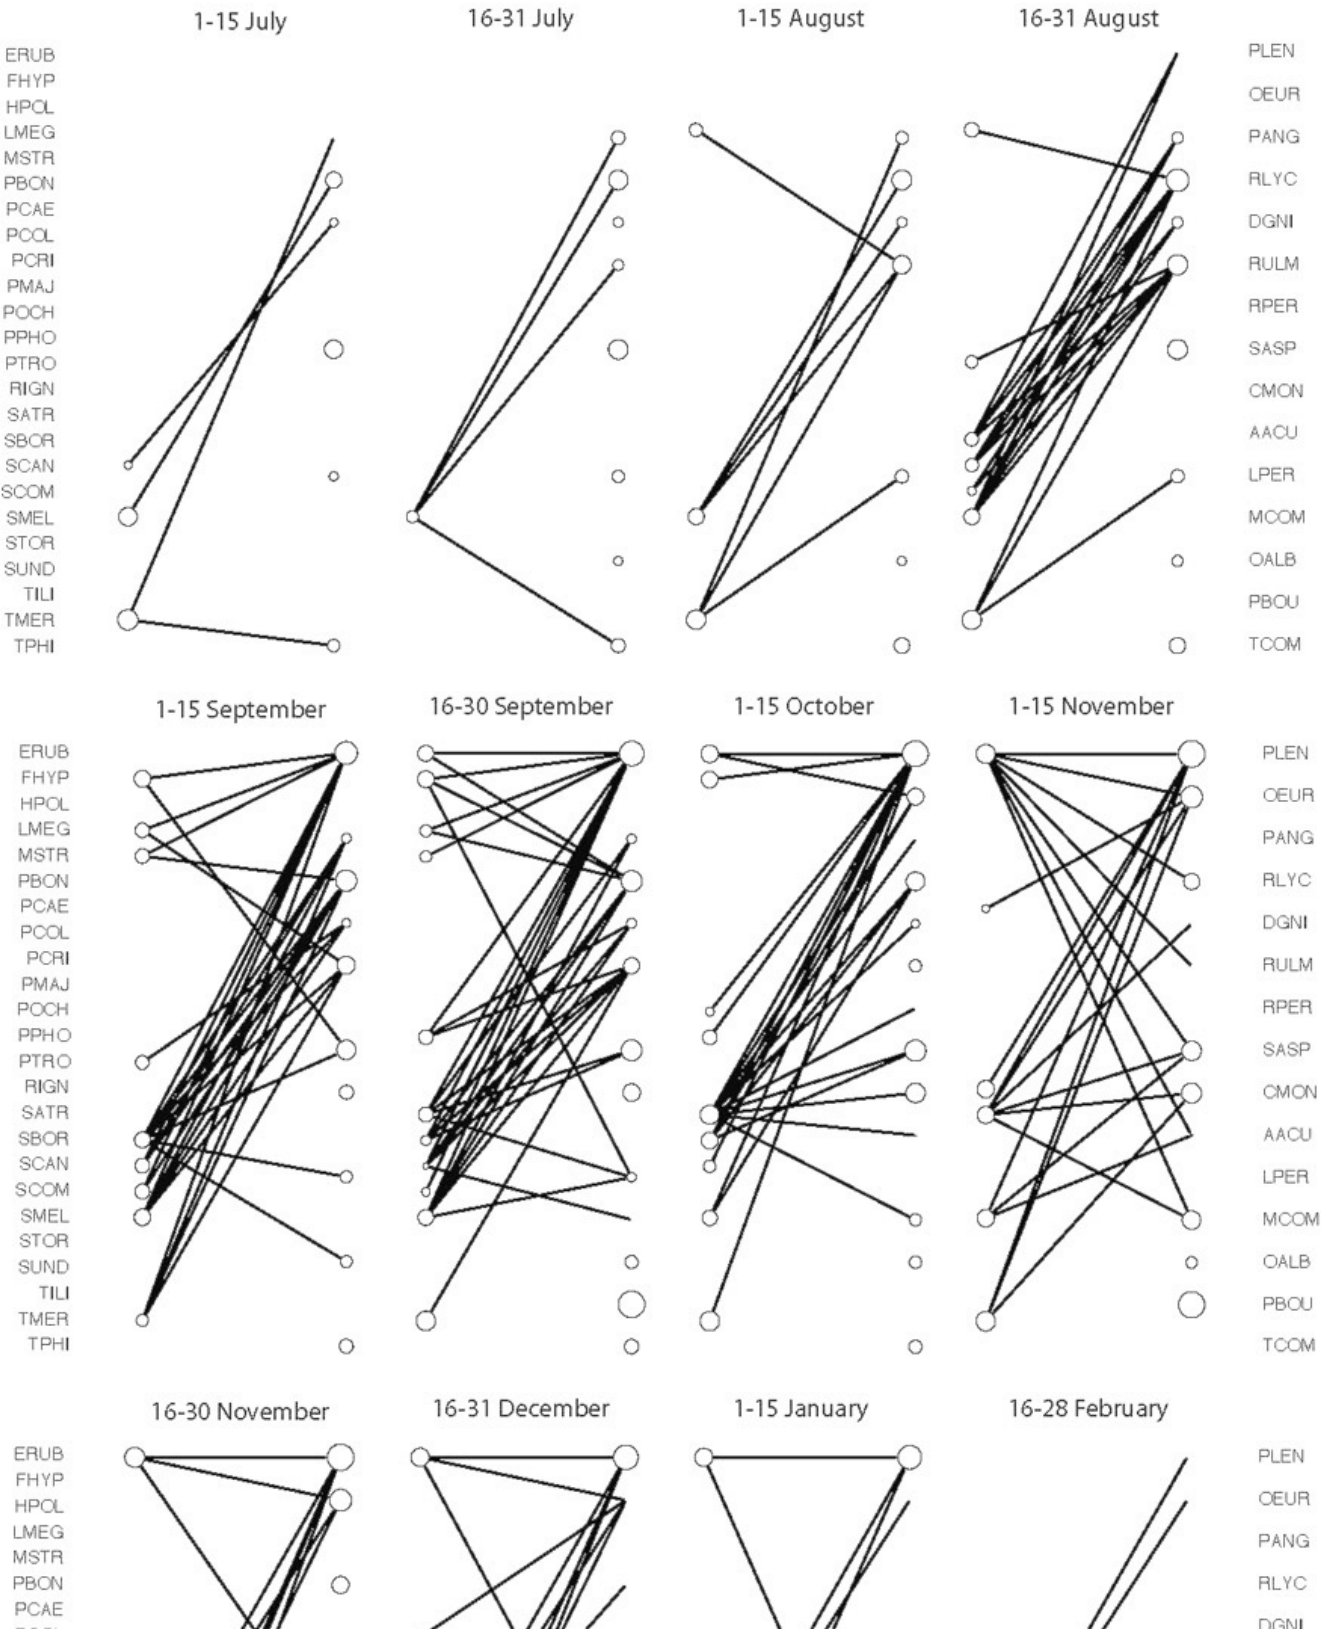 1-15 July 16-31 July 1-15 August 16-31 August
ERUB
FHYP
HPOL
LMEG
MSTR
PBON
PCAE
PCOL
PCRI
PMAJ
POCH
PPHO
PTRO
RIGN
SATR
SBOR
SCAN
SCOM
SMEL
STOR
SUND
TILI
TMER
TPHI
PLEN
OEUR
PANG
RLYC
DGNI
RULM
RPER
SASP
CMON
AACU
LPER
MCOM
OALB
PBOU
TCOM
1-15 September 16-30 September 1-15 October 1-15 November
ERUB
FHYP
HPOL
LMEG
MSTR
PBON
PCAE
PCOL
PCRI
PMAJ
POCH
PPHO
PTRO
RIGN
SATR
SBOR
SCAN
SCOM
SMEL
STOR
SUND
TILI
TMER
TPHI
PLEN
OEUR
PANG
RLYC
DGNI
RULM
RPER
SASP
CMON
AACU
LPER
MCOM
OALB
PBOU
TCOM
16-30 November 16-31 December 1-15 January 16-28 February
ERUB
FHYP
HPOL
LMEG
MSTR
PBON
PCAE
PLEN
OEUR
PANG
RLYC
DGNI